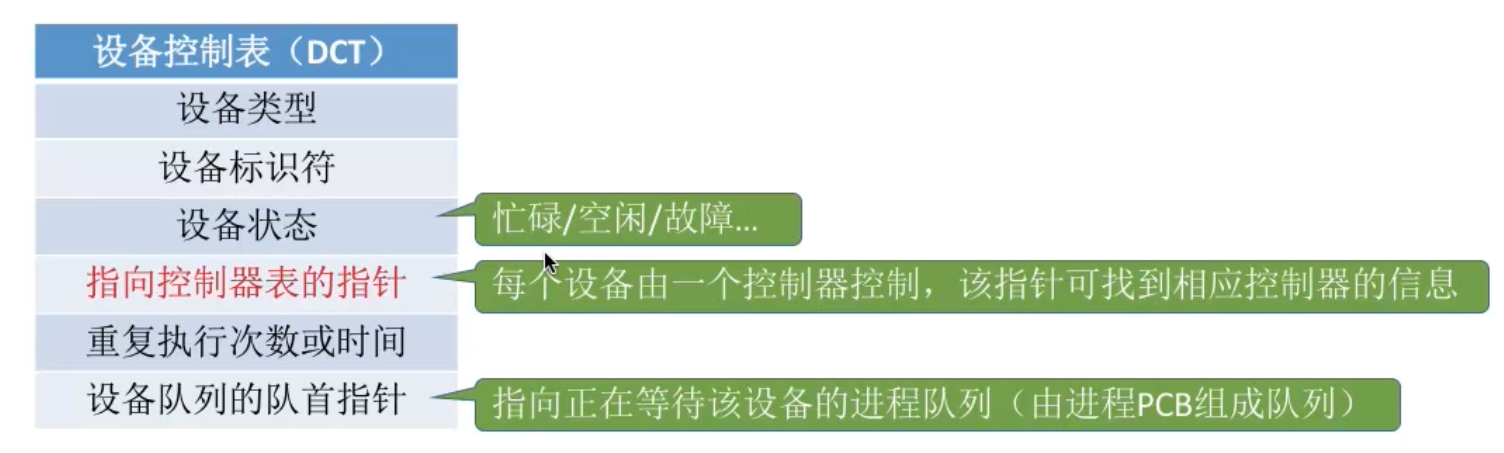 设备控制表（DCT）
设备类型
设备标识符
设备状态
忙碌/空闲/故障...
指向控制器表的指针
每个设备由一个控制器控制，该指针可找到相应控制器的信息
重复执行次数或时间
设备队列的队首指针
指向正在等待该设备的进程队列（由进程PCB组成队列）